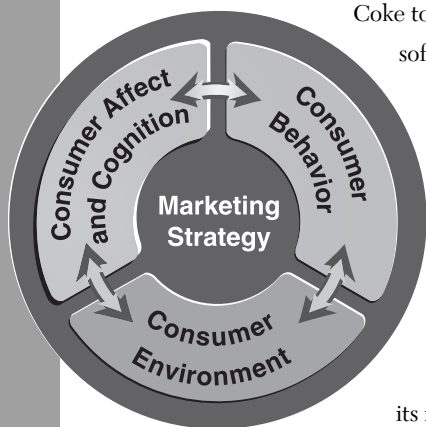 Coke to
sof
Consumer Affect
and Cognition
Consumer
Behavior
Marketing
Strategy
Consumer
Environment
its